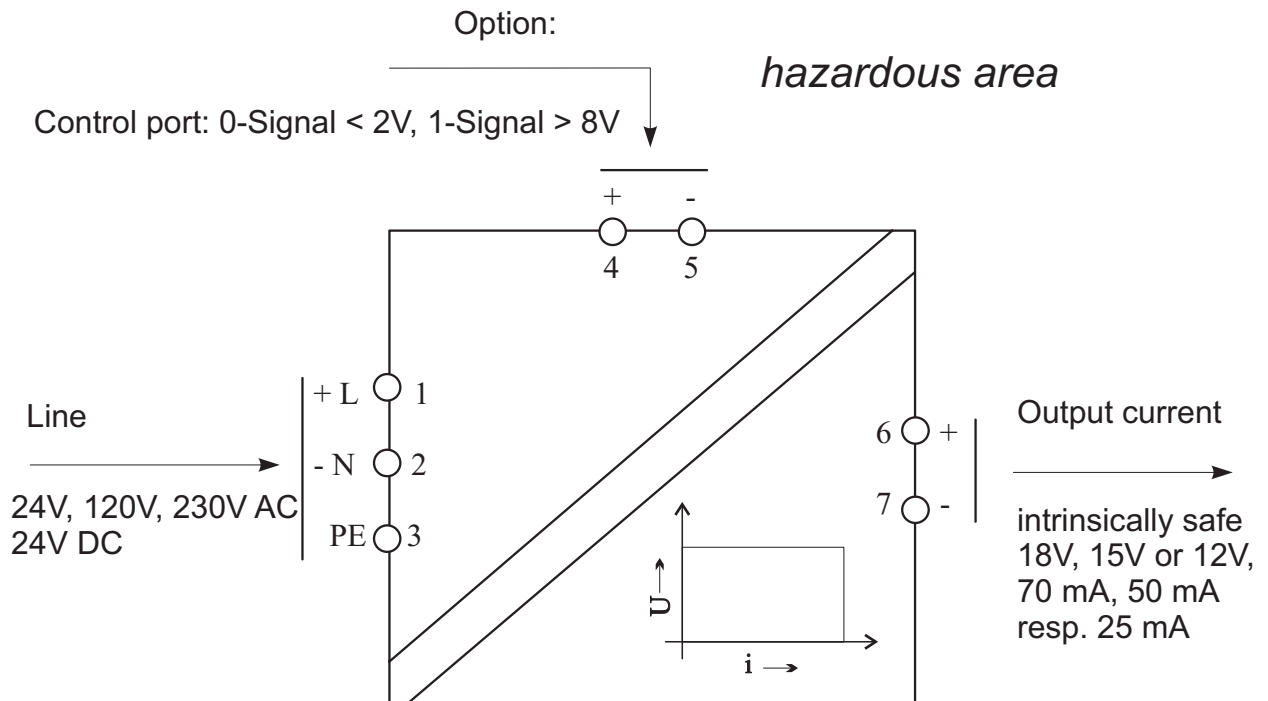 Option:
hazardous area
Control port: 0-Signal < 2V, 1-Signal > 8V
+ -
4 5
Line
24V, 120V, 230V AC
24V DC
+ L 1
- N 2
PE 3
6 +
7 -
Output current
intrinsically safe
18V, 15V or 12V,
70 mA, 50 mA
resp. 25 mA
U
i